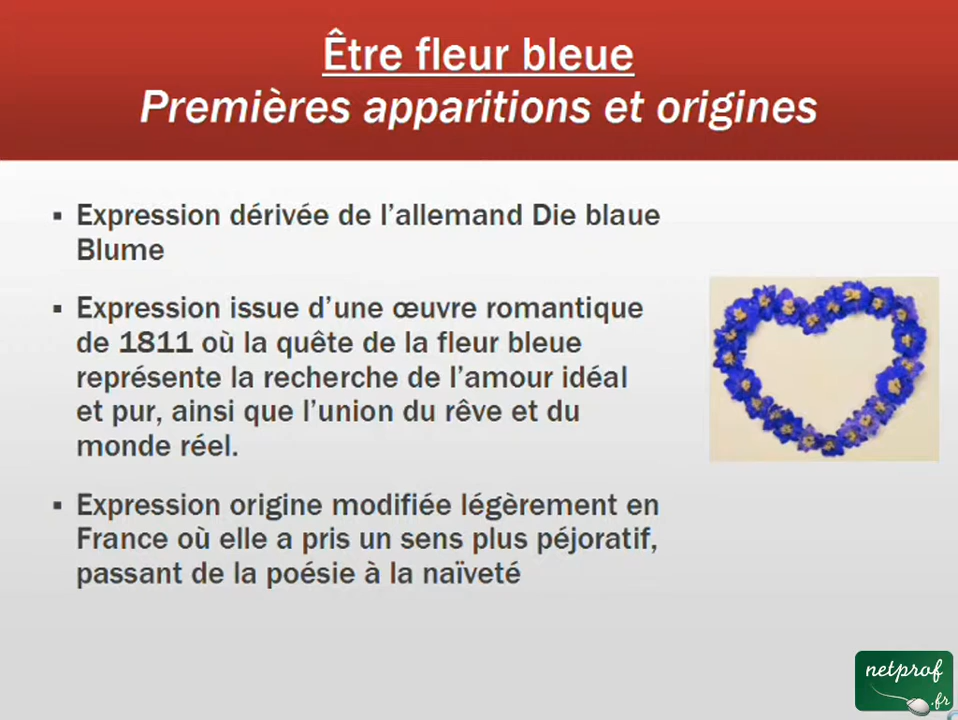 Être fleur bleue
Premières apparitions et origines
▪ Expression dérivée de l’allemand Die blaue
Blume
▪ Expression issue d’une œuvre romantique
de 1811 où la quête de la fleur bleue
représente la recherche de l’amour idéal
et pur, ainsi que l’union du rêve et du
monde réel.
▪ Expression origine modifiée légèrement en
France où elle a pris un sens plus péjoratif,
passant de la poésie à la naïveté
netprof
.fr